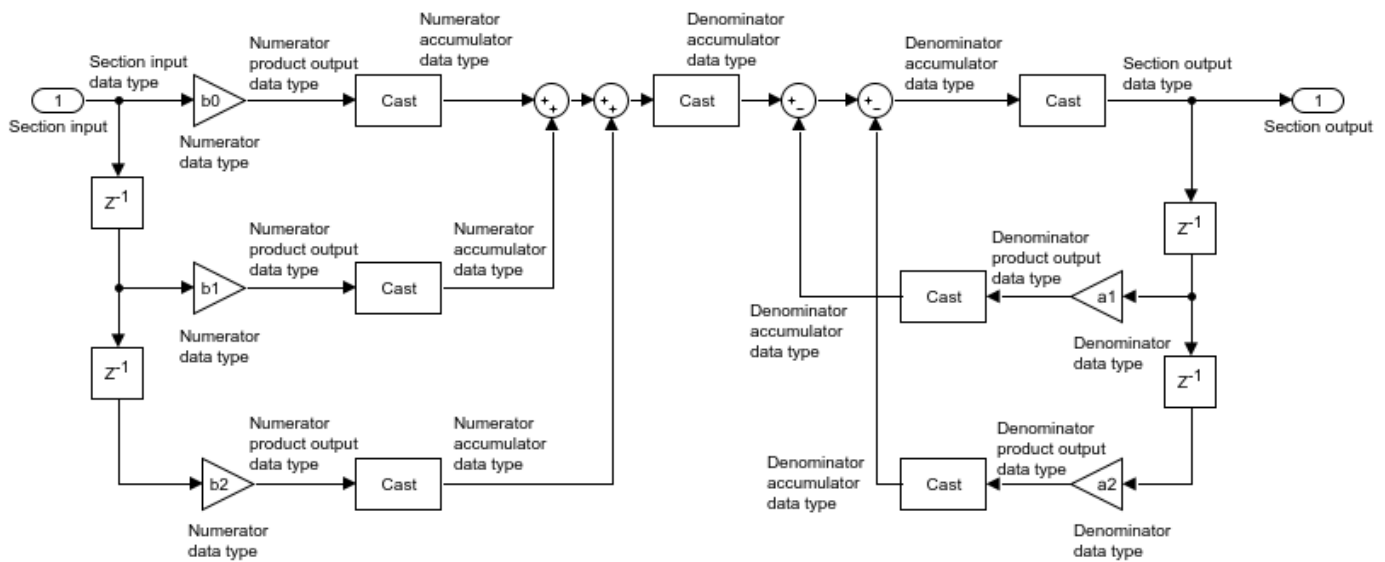 Section input
data type
1
Section input
b0
Numerator
data type
Numerator
product output
data type
Cast
Numerator
accumulator
data type
+
+
+
+
Cast
Denominator
accumulator
data type
+
−
+
−
Denominator
accumulator
data type
Cast
Section output
data type
1
Section output
Z-1
b1
Numerator
data type
Numerator
product output
data type
Cast
Numerator
accumulator
data type
Z-1
b2
Numerator
data type
Numerator
product output
data type
Cast
Numerator
accumulator
data type
Z-1
Denominator
product output
data type
a1
Denominator
data type
Cast
Denominator
accumulator
data type
Z-1
Denominator
product output
data type
a2
Denominator
data type
Cast
Denominator
accumulator
data type